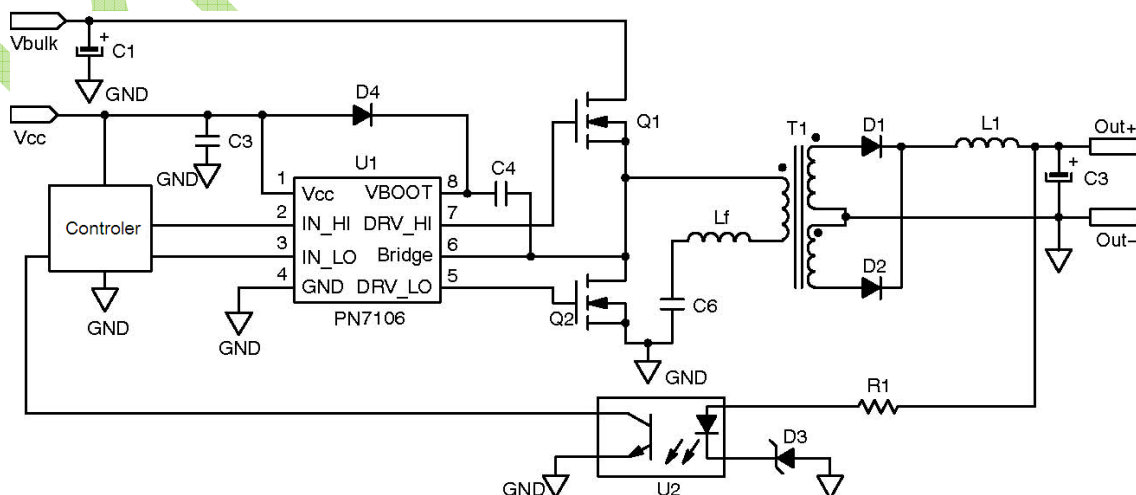 Vbulk
+
C1
GND
Vcc
C3
GND
D4
U1
C4
Q1
T1
D1
L1
Out+
+
C3
Out-
1
Vcc
VBOOT
8
2
IN_HI
DRV_HI
7
3
IN_LO
Bridge
6
4
GND
DRV_LO
5
PN7106
Controler
GND
GND
Q2
Lf
C6
D2
GND
R1
D3
GND
U2